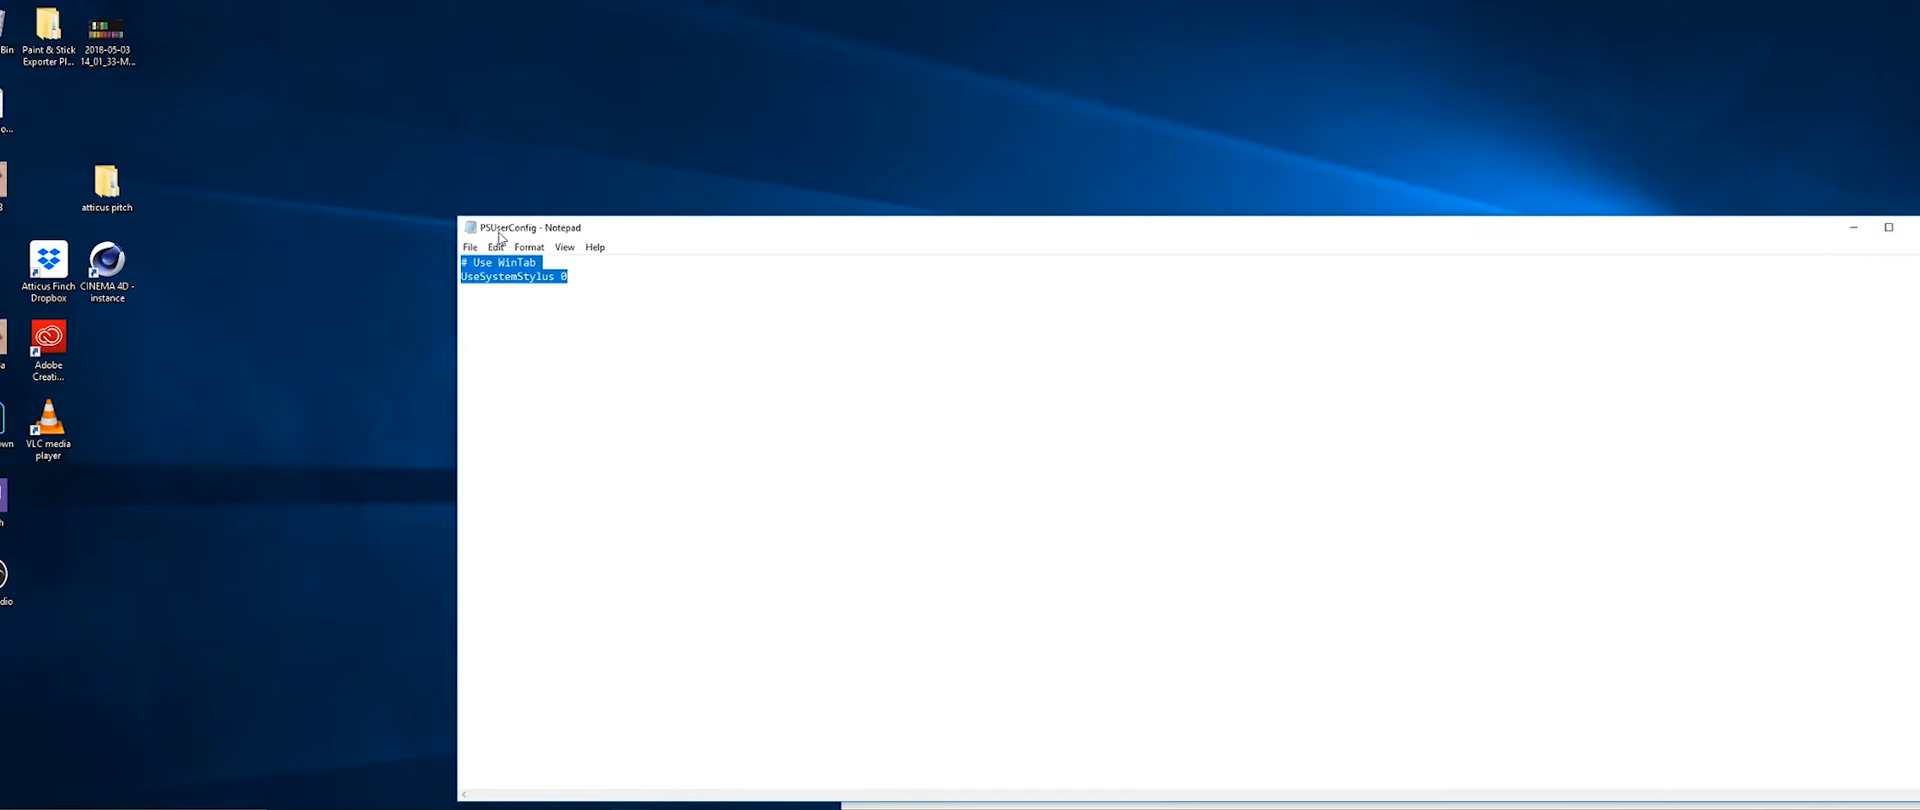 Bin
Paint & Stick
Exporter Pl...
2018-05-03
14_01_33-M...
o...
atticus pitch
Atticus Finch
Dropbox
CINEMA 4D -
instance
Adobe
Creati...
VLC media
player
PSUserConfig - Notepad
File Edit Format View Help
# Use WinTab
UseSystemStylus 0